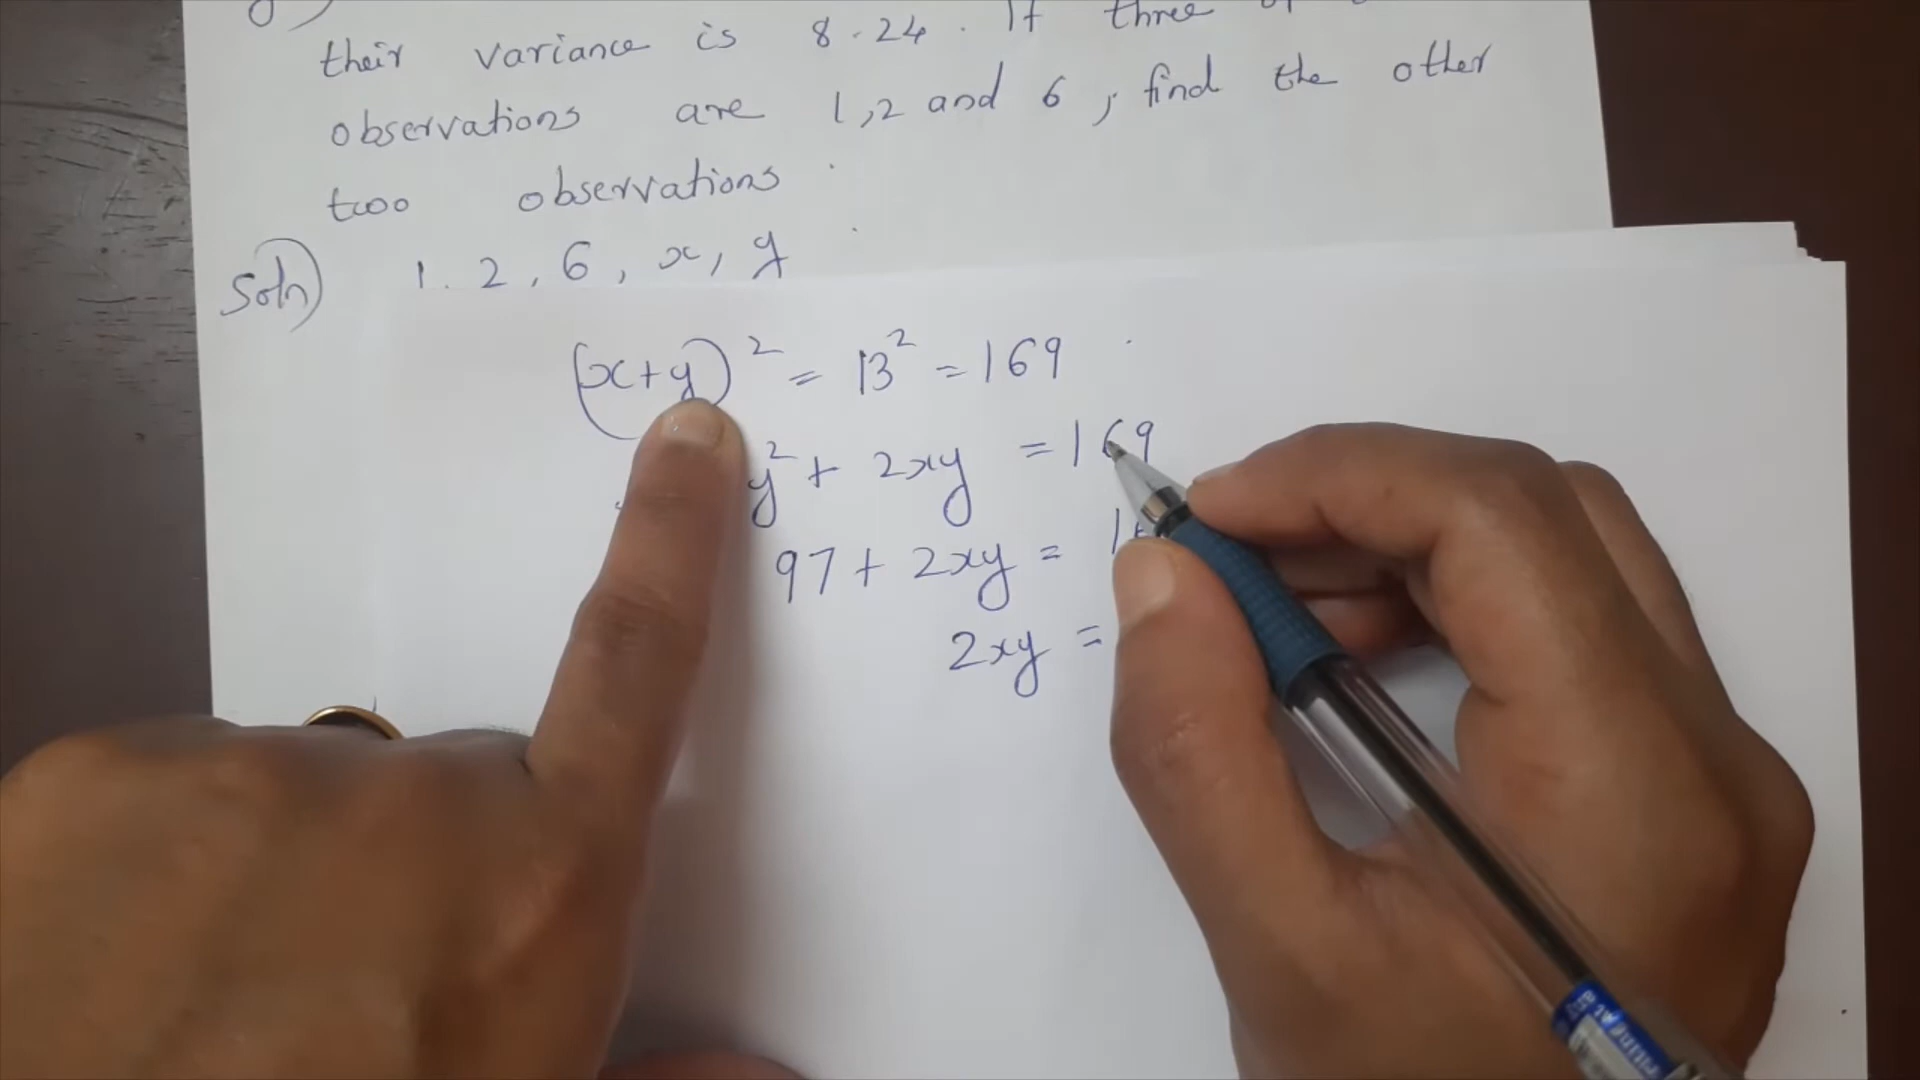 their variance is 8.24. If three
observations are 1,2 and 6, find the other
two observations.
Soln) 1, 2, 6, x, y
(x+y)² = 13² = 169
y² + 2xy = 169
97 + 2xy =
2xy =